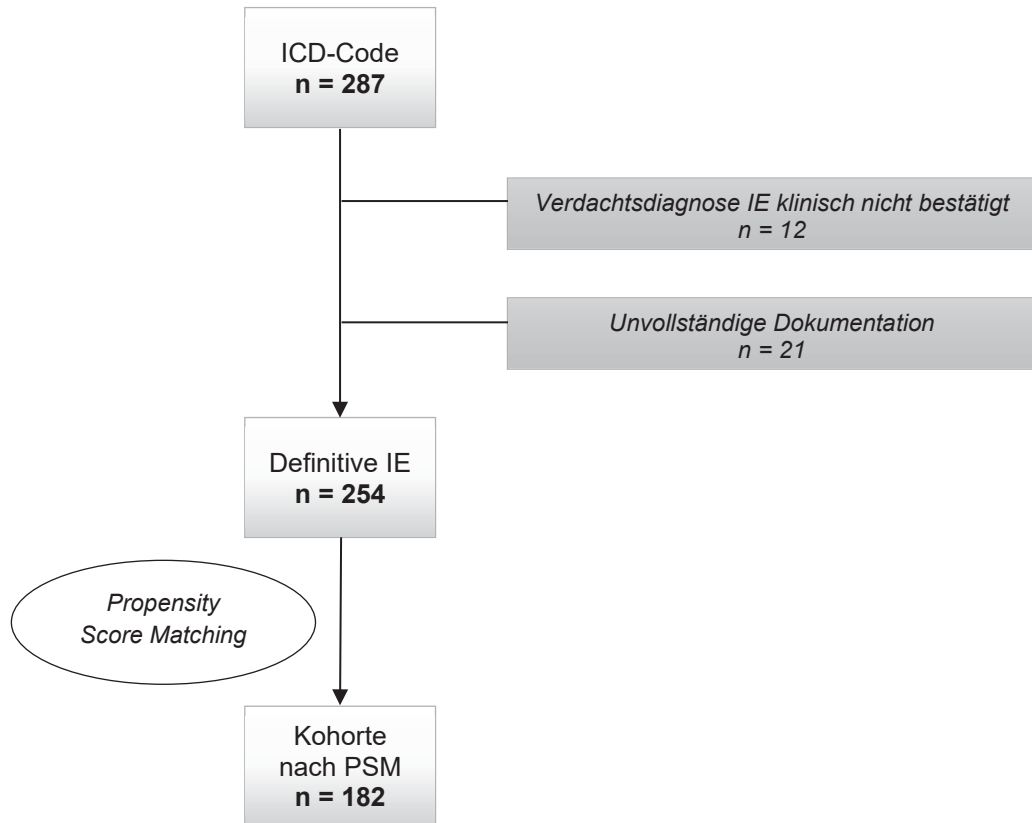 ICD-Code
n = 287
Verdachtsdiagnose IE klinisch nicht bestätigt
n = 12
Unvollständige Dokumentation
n = 21
Definitive IE
n = 254
Propensity
Score Matching
Kohorte
nach PSM
n = 182